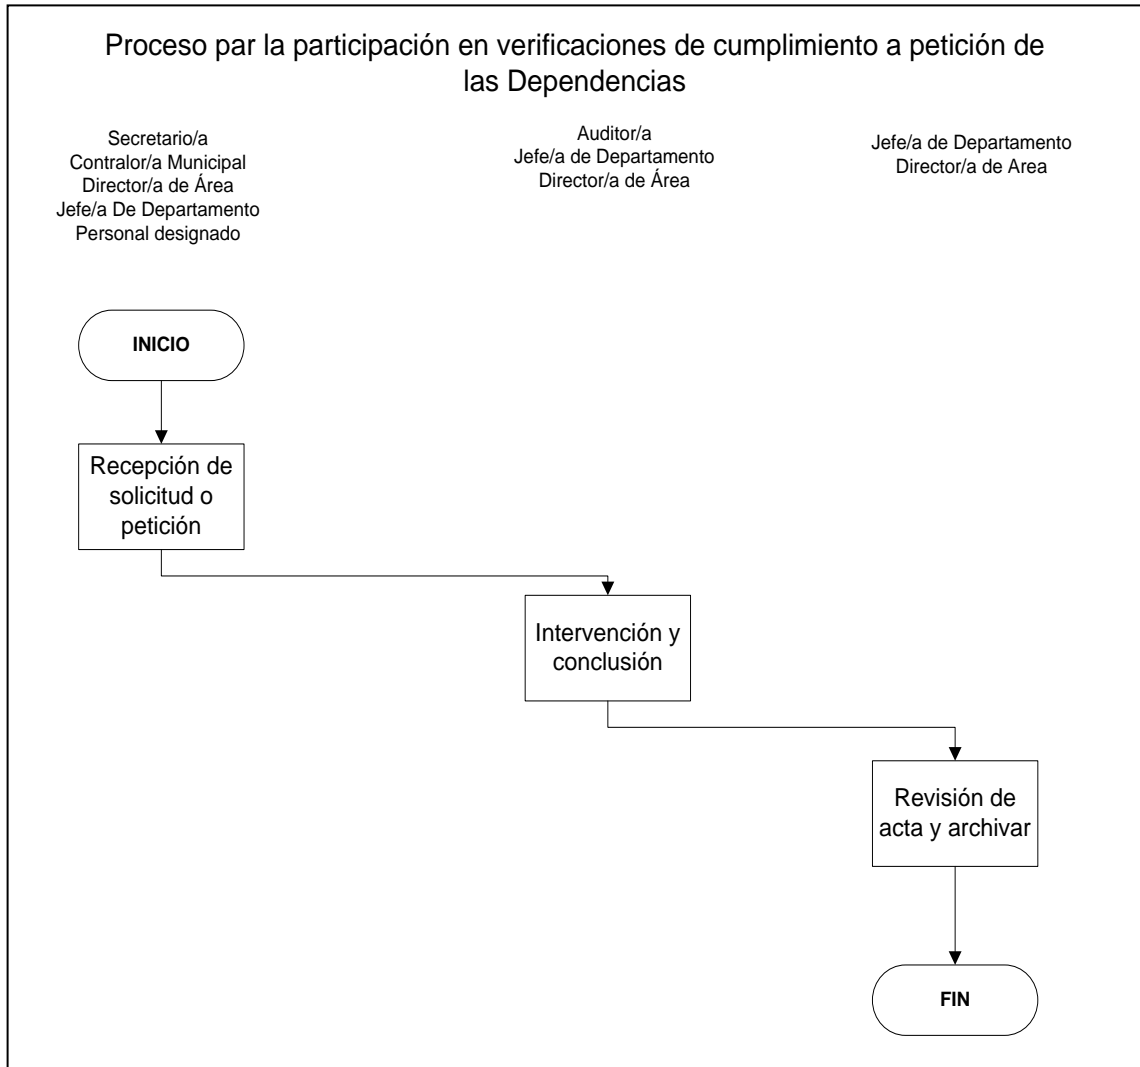 Proceso par la participación en verificaciones de cumplimiento a petición de
las Dependencias
Secretario/a
Contralor/a Municipal
Director/a de Área
Jefe/a De Departamento
Personal designado
Auditor/a
Jefe/a de Departamento
Director/a de Área
Jefe/a de Departamento
Director/a de Area
INICIO
Recepción de
solicitud o
petición
Intervención y
conclusión
Revisión de
acta y archivar
FIN